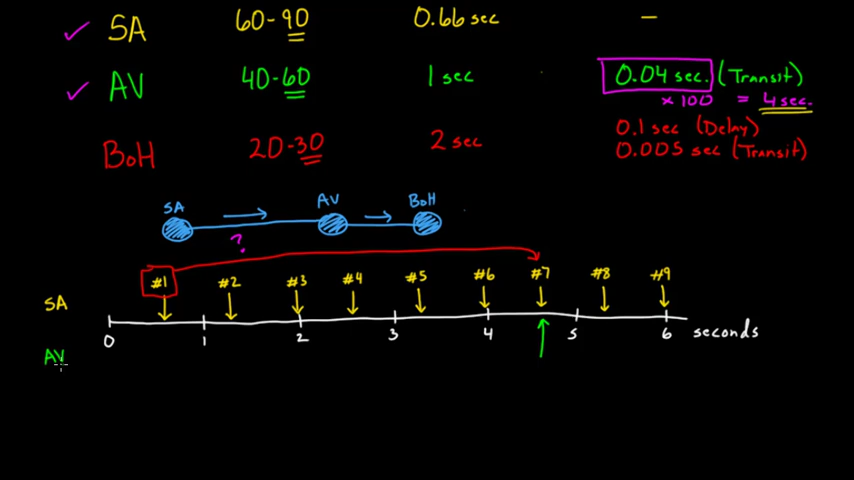 ✓ SA 60-90 0.66 sec —
✓ AV 40-60 1 sec 0.04 sec. (Transit)
x 100 = 4 sec.
BoH 20-30 2 sec 0.1 sec (Delay)
0.005 sec (Transit)
SA AV BoH
?
#1 #2 #3 #4 #5 #6 #7 #8 #9
SA
0 1 2 3 4 5 6 seconds
AV